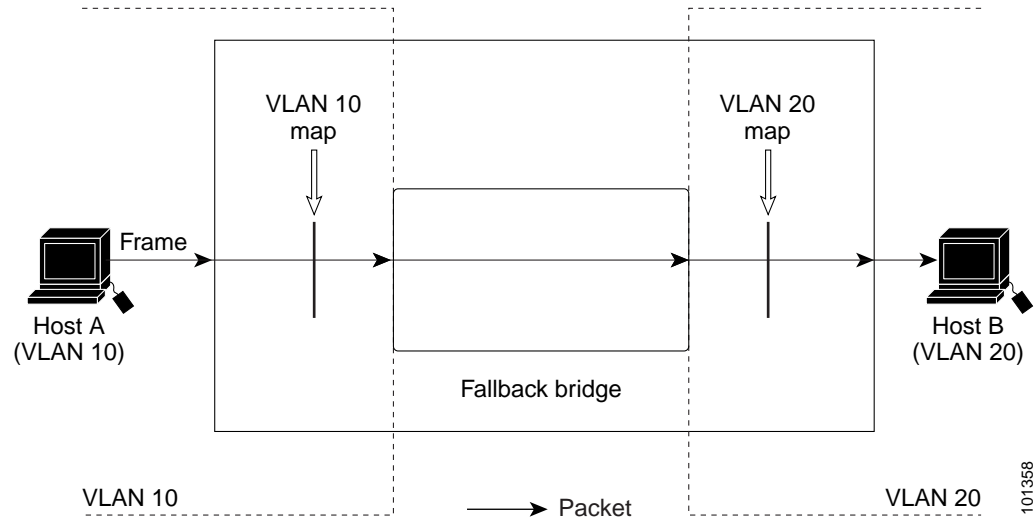 VLAN 10
map
VLAN 20
map
Frame
Host A
(VLAN 10)
Host B
(VLAN 20)
Fallback bridge
VLAN 10
Packet
VLAN 20
101358